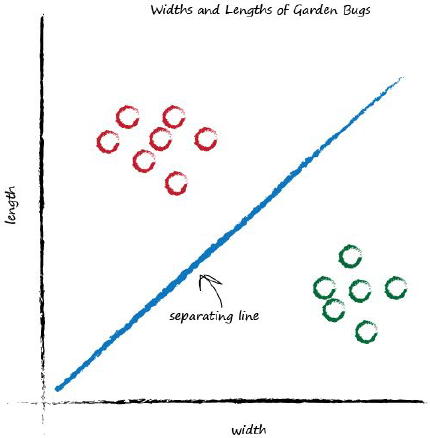 Widths and Lengths of Garden Bugs
length
separating line
width